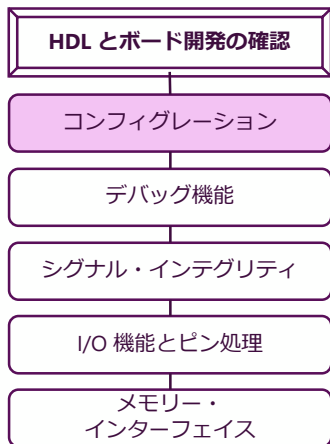 HDL とボード開発の確認
コンフィグレーション
デバッグ機能
シグナル・インテグリティ
I/O 機能とピン処理
メモリー・
インターフェイス